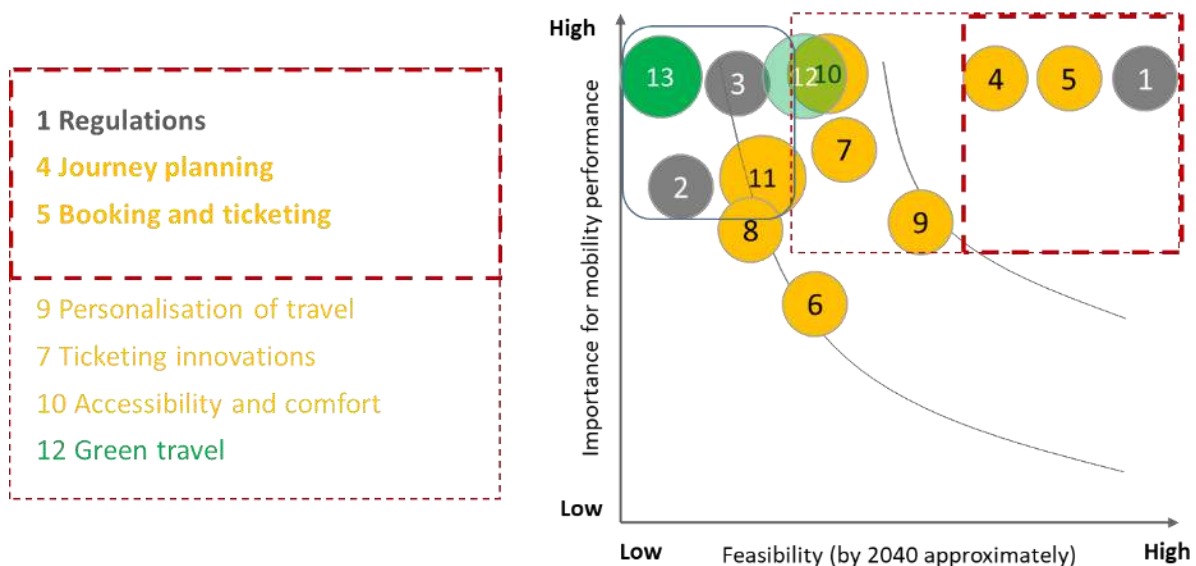 1 Regulations
4 Journey planning
5 Booking and ticketing
9 Personalisation of travel
7 Ticketing innovations
10 Accessibility and comfort
12 Green travel
High
Importance for mobility performance
Low
13
3
12
10
4
5
1
7
2
11
8
9
6
Low
Feasibility (by 2040 approximately)
High